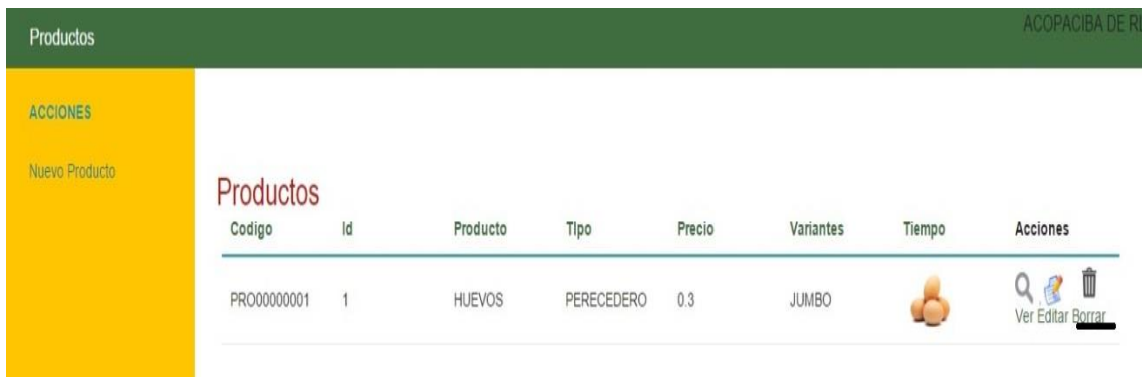 Productos
ACOPACIBA DE
ACCIONES
Nuevo Producto
Productos
Codigo Id Producto TIpo Precio Variantes Tiempo Acciones
PRO00000001 1 HUEVOS PERECEDERO 0.3 JUMBO
Ver Editar Borrar